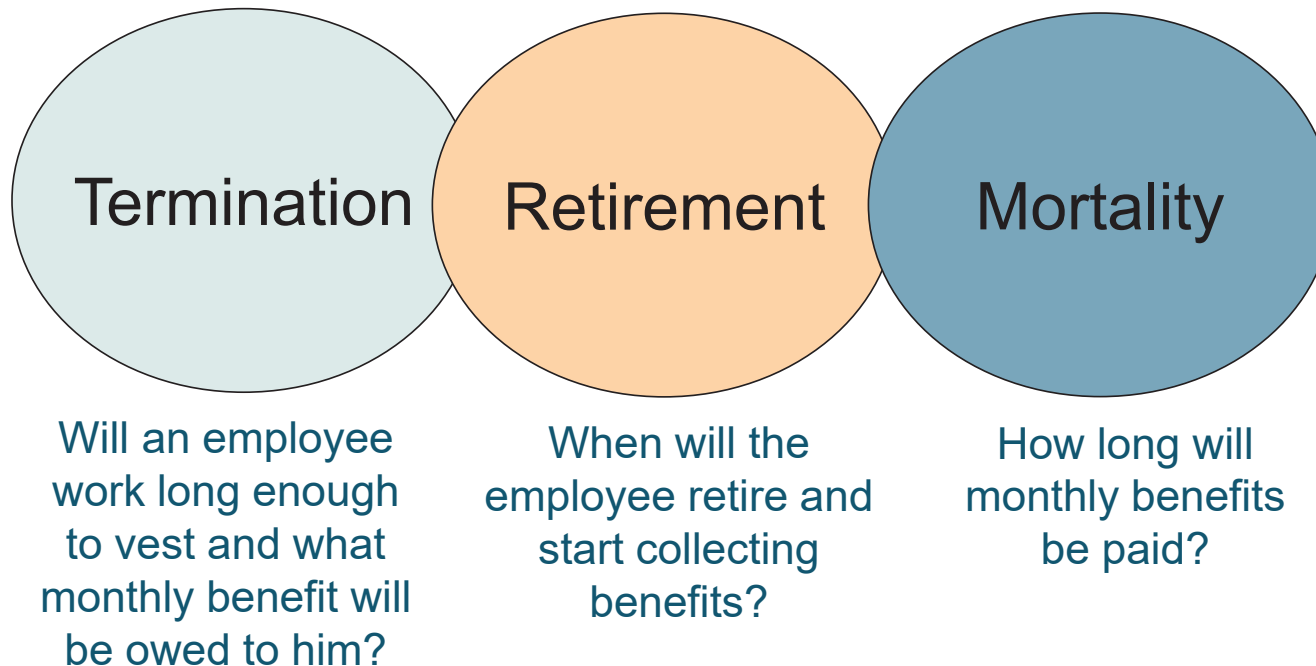 Termination
Will an employee
work long enough
to vest and what
monthly benefit will
be owed to him?
Retirement
When will the
employee retire and
start collecting
benefits?
Mortality
How long will
monthly benefits
be paid?